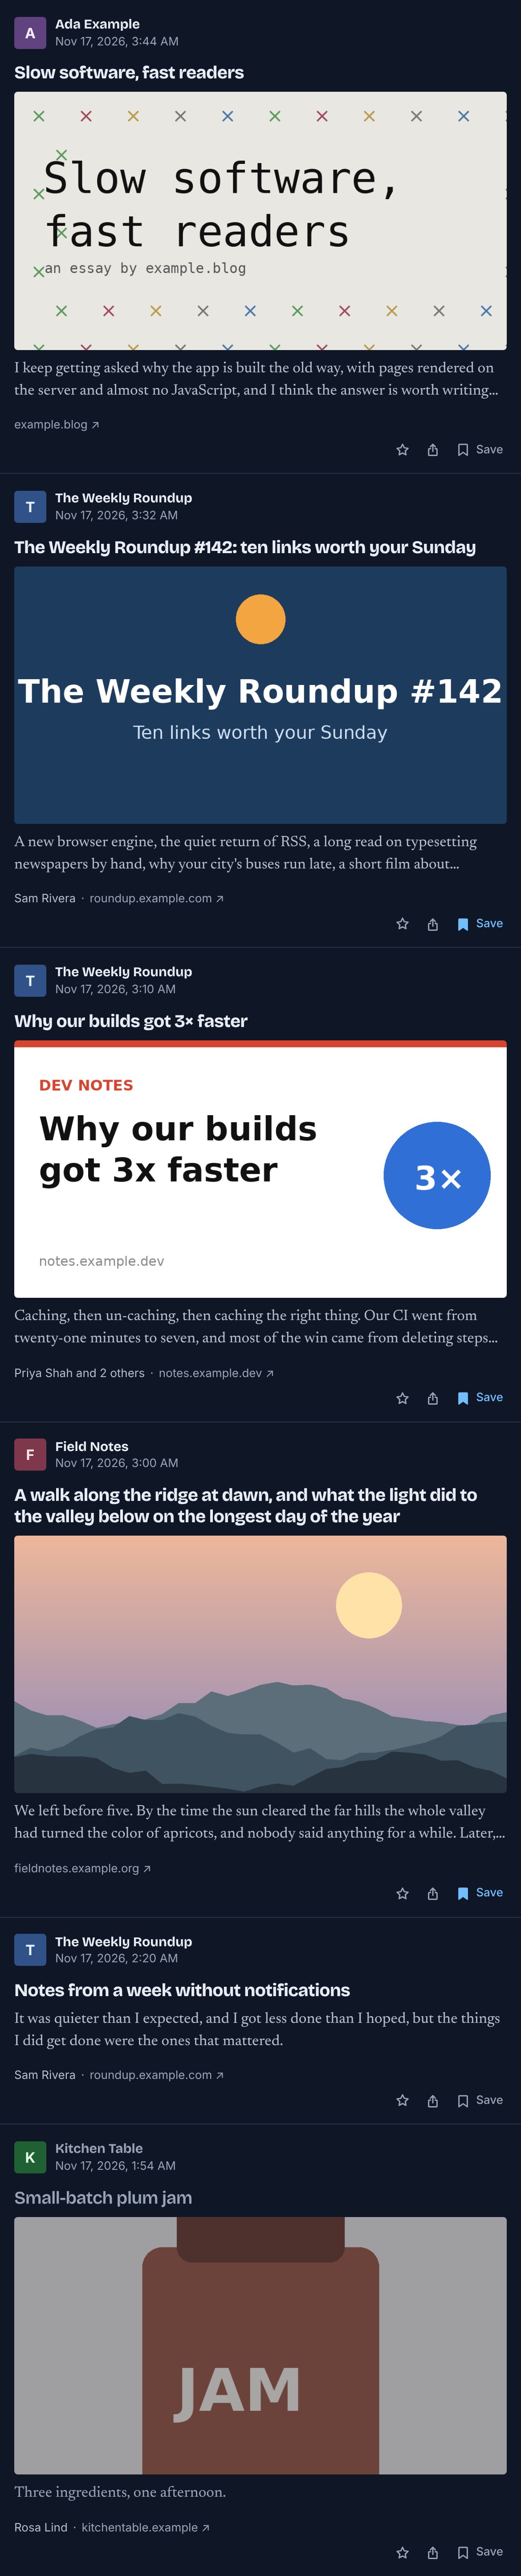 A
Ada Example
Nov 17, 2026, 3:44 AM
Slow software, fast readers
Slow software,
fast readers
an essay by example.blog
I keep getting asked why the app is built the old way, with pages rendered on
the server and almost no JavaScript, and I think the answer is worth writing…
example.blog ↗
Save
T
The Weekly Roundup
Nov 17, 2026, 3:32 AM
The Weekly Roundup #142: ten links worth your Sunday
The Weekly Roundup #142
Ten links worth your Sunday
A new browser engine, the quiet return of RSS, a long read on typesetting
newspapers by hand, why your city's buses run late, a short film about…
Sam Rivera · roundup.example.com ↗
Save
T
The Weekly Roundup
Nov 17, 2026, 3:10 AM
Why our builds got 3× faster
DEV NOTES
Why our builds
got 3x faster
3×
notes.example.dev
Caching, then un-caching, then caching the right thing. Our CI went from
twenty-one minutes to seven, and most of the win came from deleting steps…
Priya Shah and 2 others · notes.example.dev ↗
Save
F
Field Notes
Nov 17, 2026, 3:00 AM
A walk along the ridge at dawn, and what the light did to
the valley below on the longest day of the year
We left before five. By the time the sun cleared the far hills the whole valley
had turned the color of apricots, and nobody said anything for a while. Later,…
fieldnotes.example.org ↗
Save
T
The Weekly Roundup
Nov 17, 2026, 2:20 AM
Notes from a week without notifications
It was quieter than I expected, and I got less done than I hoped, but the things
I did get done were the ones that mattered.
Sam Rivera · roundup.example.com ↗
Save
K
Kitchen Table
Nov 17, 2026, 1:54 AM
Small-batch plum jam
JAM
Three ingredients, one afternoon.
Rosa Lind · kitchentable.example ↗
Save